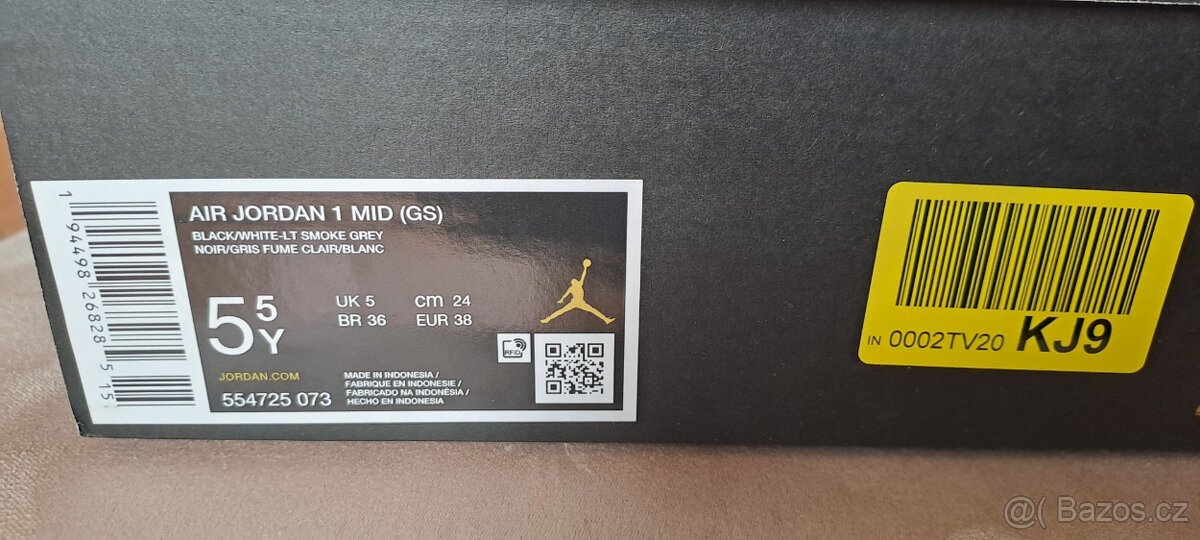 AIR JORDAN 1 MID (GS)
BLACK/WHITE-LT SMOKE GREY
NOIR/GRIS FUME CLAIR/BLANC
5 5Y
UK 5 cm 24
BR 36 EUR 38
RFID
JORDAN.COM
554725 073
MADE IN INDONESIA /
FABRIQUE EN INDONESIE /
FABRICADO NA INDONÉSIA /
HECHO EN INDONESIA
1 94498 26828 5 15
IN 0002TV20 KJ9
@( Bazos.cz